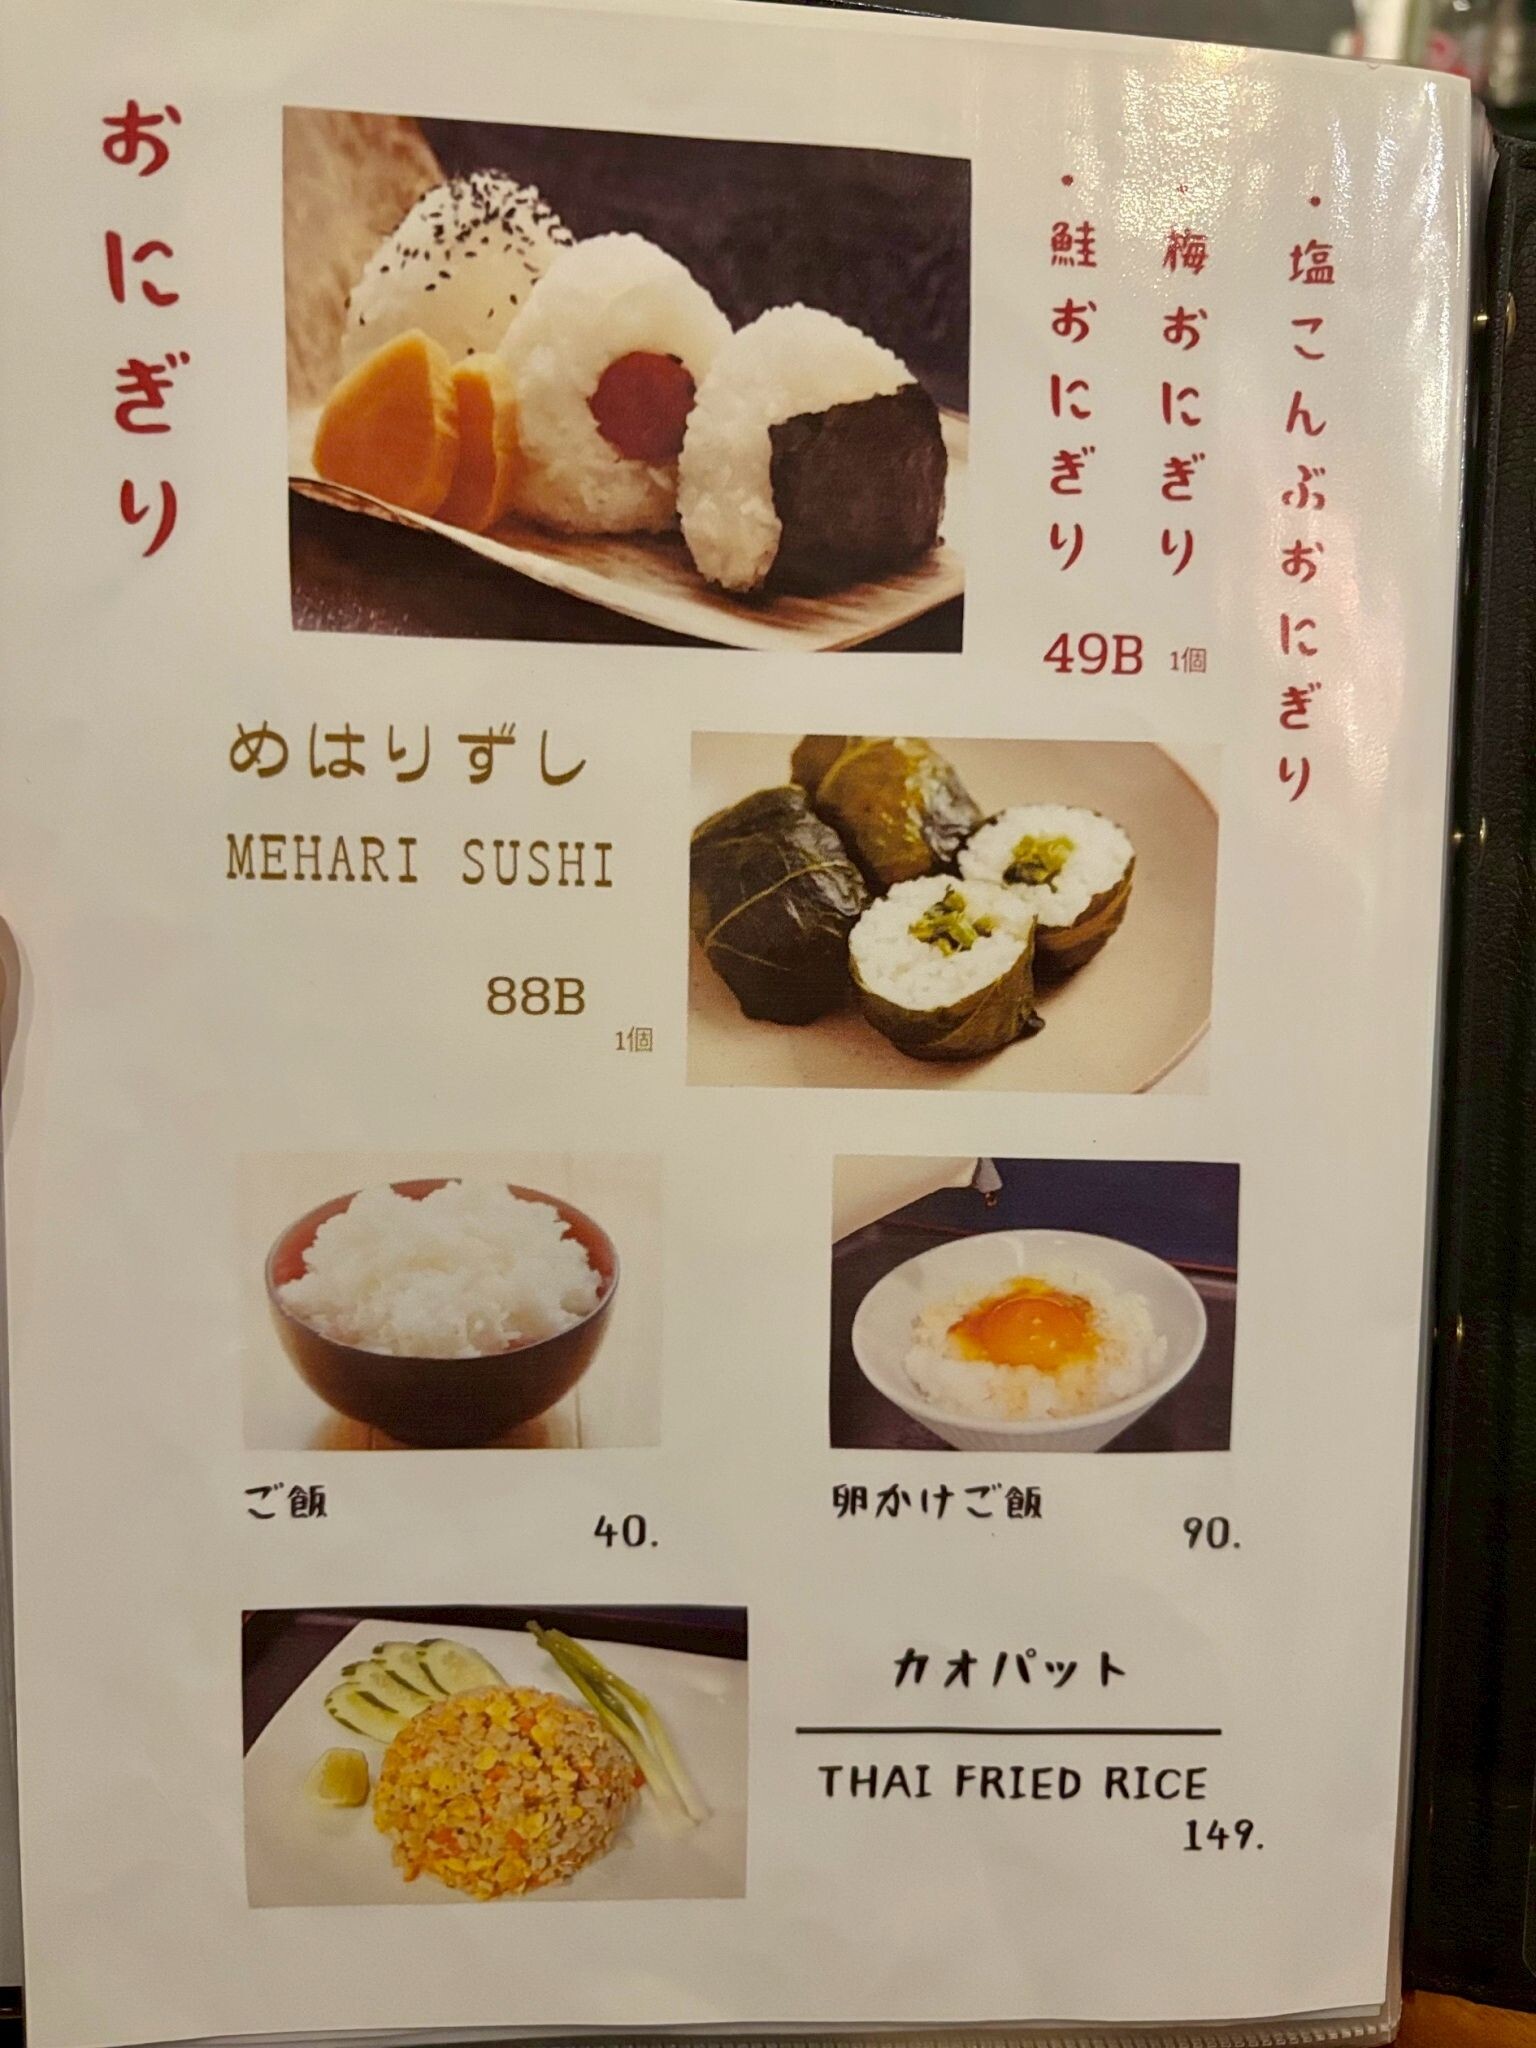 おにぎり
・塩こんぶおにぎり
・梅おにぎり
・鮭おにぎり
49B 1個
めはりずし
MEHARI SUSHI
88B
1個
ご飯
40.
卵かけご飯
90.
カオパット
THAI FRIED RICE
149.